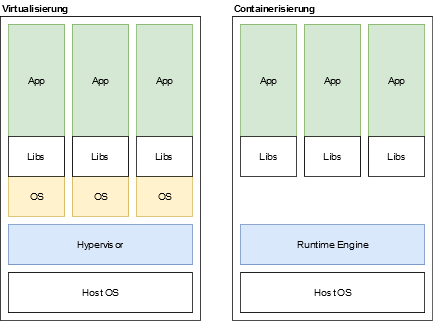 Virtualisierung
App App App
Libs Libs Libs
OS OS OS
Hypervisor
Host OS
Containerisierung
App App App
Libs Libs Libs
Runtime Engine
Host OS